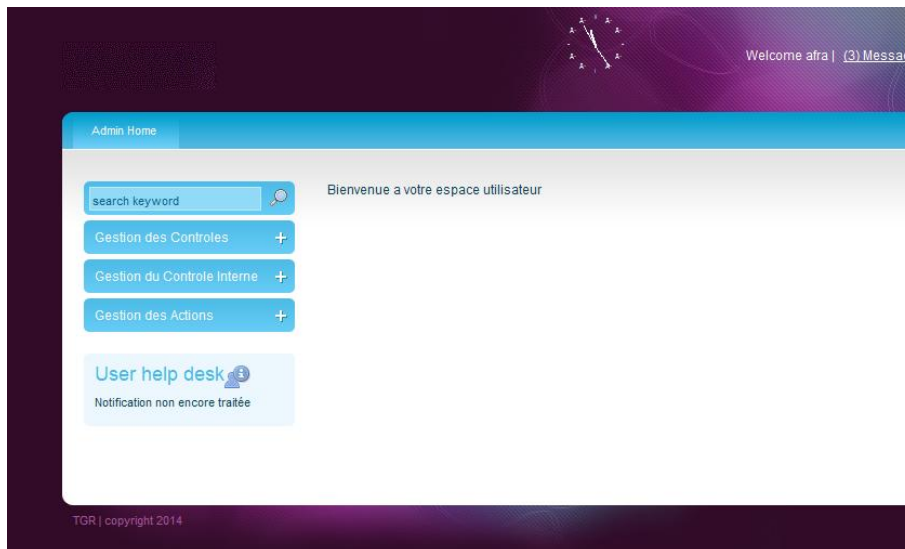 Welcome afra | (3) Messa
Admin Home
search keyword
Bienvenue a votre espace utilisateur
Gestion des Controles +
Gestion du Controle Interne +
Gestion des Actions +
User help desk
Notification non encore traitée
TGR | copyright 2014